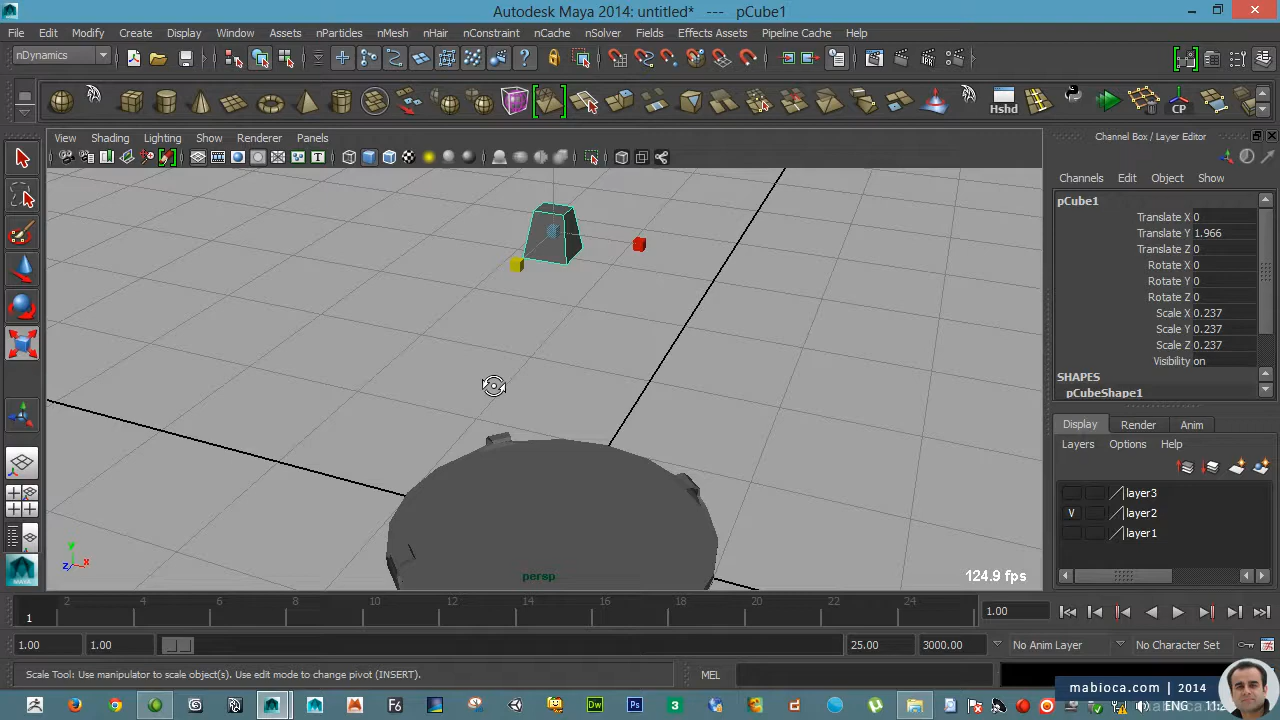 Autodesk Maya 2014: untitled* --- pCube1
File Edit Modify Create Display Window Assets nParticles nMesh nHair nConstraint nCache nSolver Fields Effects Assets Pipeline Cache Help
nDynamics
Hshd
CP
View Shading Lighting Show Renderer Panels
Channel Box / Layer Editor
Channels Edit Object Show
pCube1
Translate X 0
Translate Y 1.966
Translate Z 0
Rotate X 0
Rotate Y 0
Rotate Z 0
Scale X 0.237
Scale Y 0.237
Scale Z 0.237
Visibility on
SHAPES
pCubeShape1
Display Render Anim
Layers Options Help
layer3
V layer2
layer1
y
z x
persp
124.9 fps
MAYA
1 2 4 6 8 10 12 14 16 18 20 22 24
1.00
1.00 1.00 25.00 3000.00 No Anim Layer No Character Set
Scale Tool: Use manipulator to scale object(s). Use edit mode to change pivot (INSERT).
MEL
mabioca.com | 2014
F6 Dw Ps 3 ENG